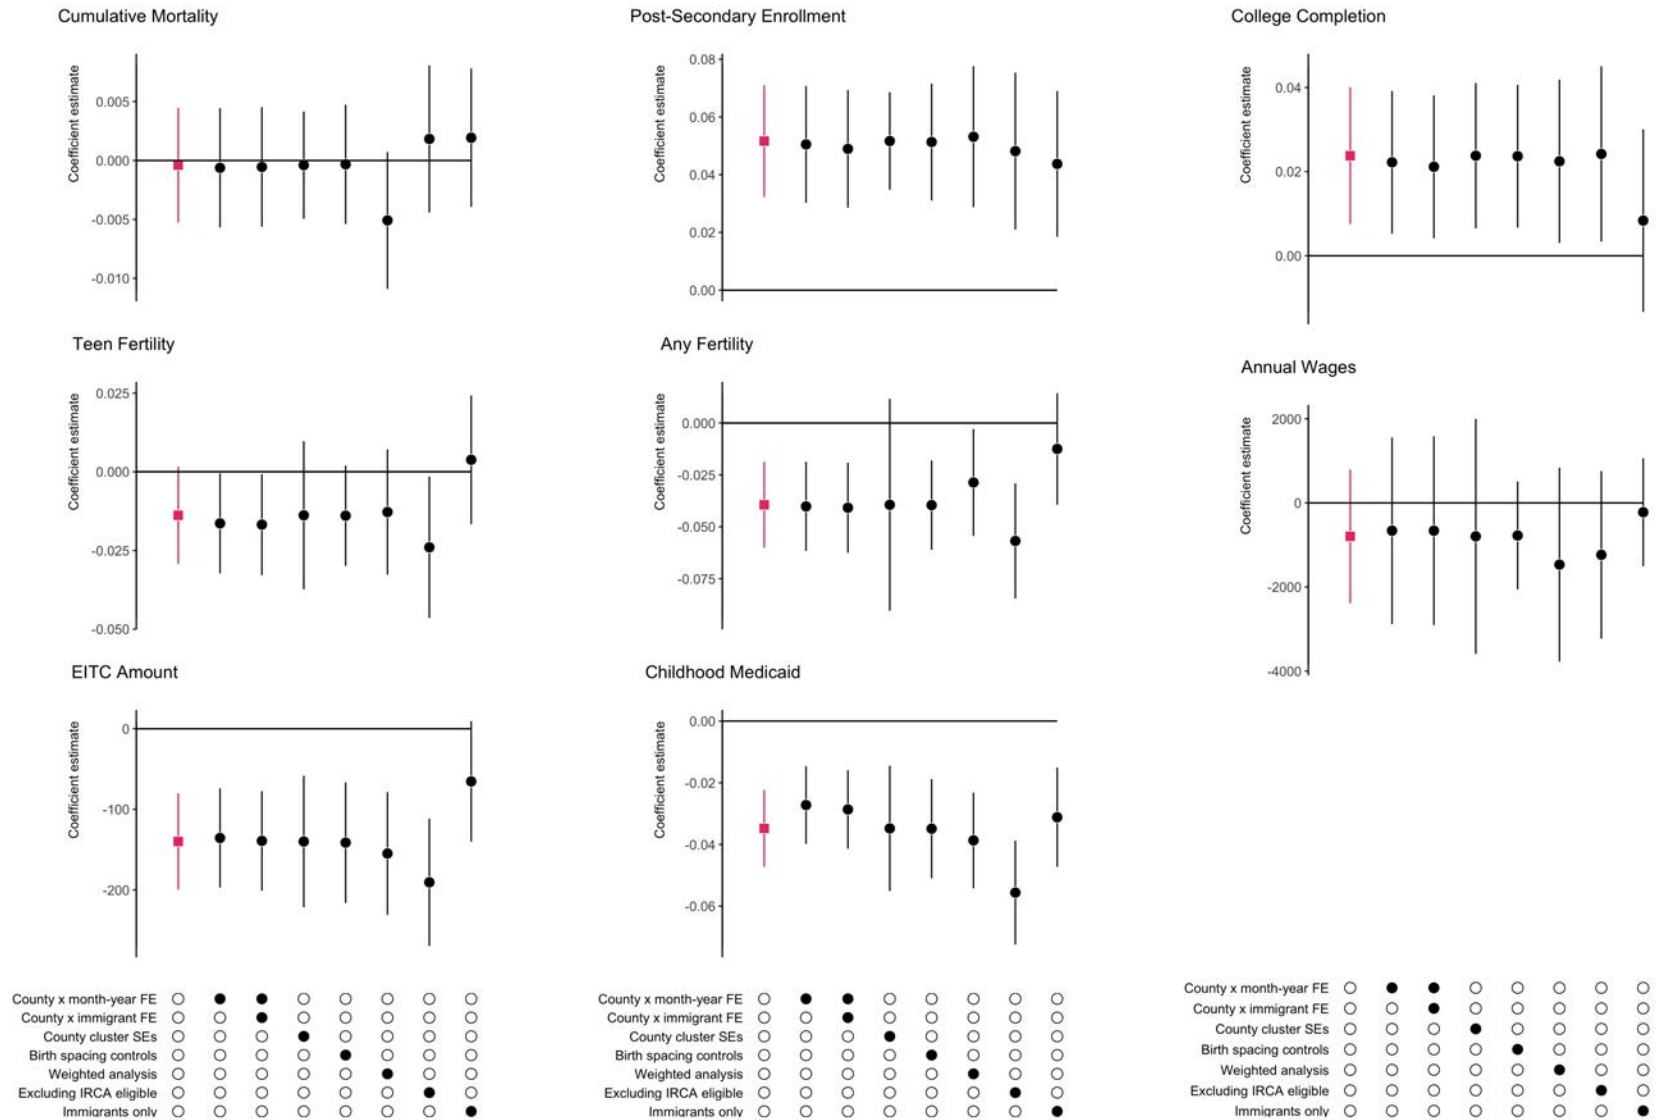 Cumulative Mortality
Coefficient estimate
0.005
0.000
-0.005
-0.010
Post-Secondary Enrollment
Coefficient estimate
0.08
0.06
0.04
0.02
0.00
College Completion
Coefficient estimate
0.04
0.02
0.00
Teen Fertility
Coefficient estimate
0.025
0.000
-0.025
-0.050
Any Fertility
Coefficient estimate
0.000
-0.025
-0.050
-0.075
Annual Wages
Coefficient estimate
2000
0
-2000
-4000
EITC Amount
Coefficient estimate
0
-100
-200
Childhood Medicaid
Coefficient estimate
0.00
-0.02
-0.04
-0.06
County x month-year FE
County x immigrant FE
County cluster SEs
Birth spacing controls
Weighted analysis
Excluding IRCA eligible
Immigrants only
County x month-year FE
County x immigrant FE
County cluster SEs
Birth spacing controls
Weighted analysis
Excluding IRCA eligible
Immigrants only
County x month-year FE
County x immigrant FE
County cluster SEs
Birth spacing controls
Weighted analysis
Excluding IRCA eligible
Immigrants only